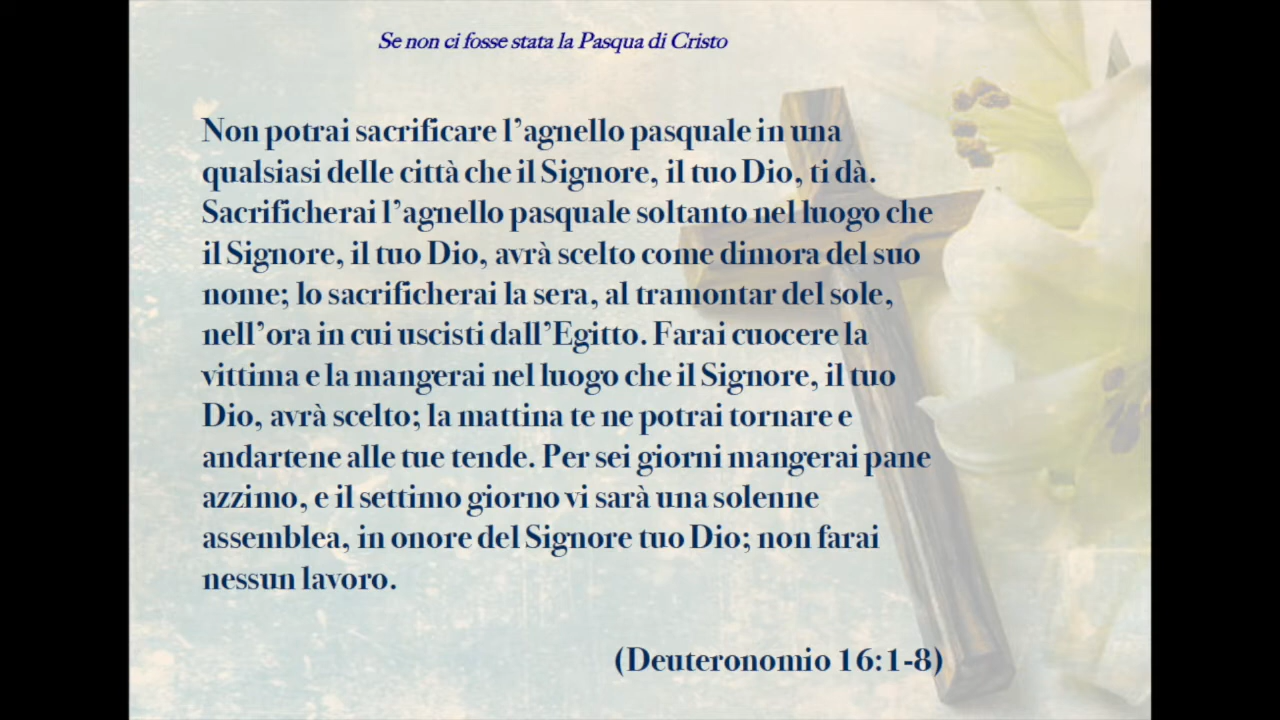 Se non ci fosse stata la Pasqua di Cristo
Non potrai sacrificare l’agnello pasquale in una
qualsiasi delle città che il Signore, il tuo Dio, ti dà.
Sacrificherai l’agnello pasquale soltanto nel luogo che
il Signore, il tuo Dio, avrà scelto come dimora del suo
nome; lo sacrificherai la sera, al tramontar del sole,
nell’ora in cui uscisti dall’Egitto. Farai cuocere la
vittima e la mangerai nel luogo che il Signore, il tuo
Dio, avrà scelto; la mattina te ne potrai tornare e
andartene alle tue tende. Per sei giorni mangerai pane
azzimo, e il settimo giorno vi sarà una solenne
assemblea, in onore del Signore tuo Dio; non farai
nessun lavoro.
(Deuteronomio 16:1-8)